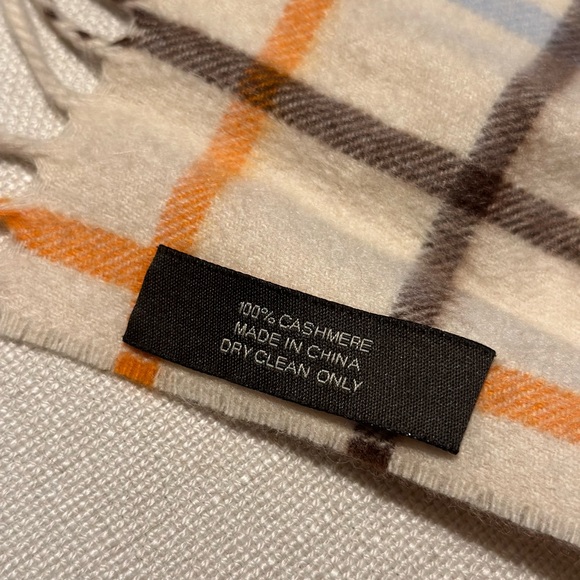 100% CASHMERE
MADE IN CHINA
DRY CLEAN ONLY